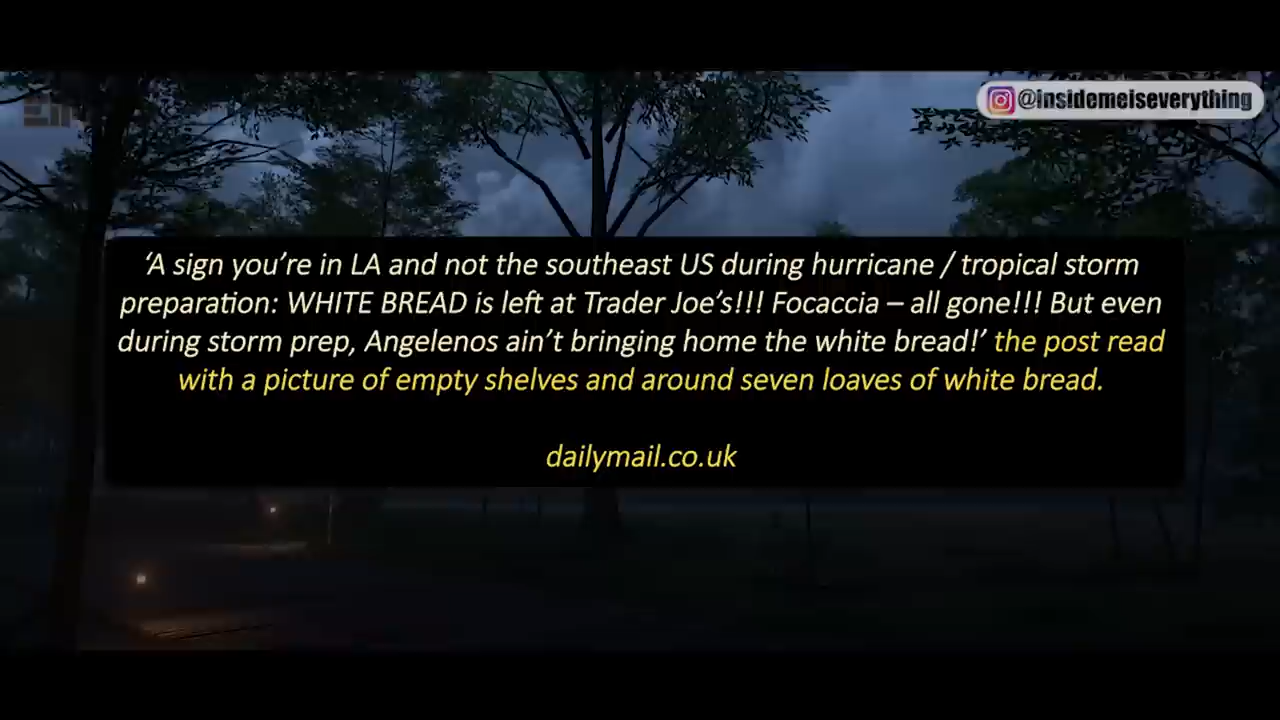 @insidemeiseverything
‘A sign you’re in LA and not the southeast US during hurricane / tropical storm
preparation: WHITE BREAD is left at Trader Joe’s!!! Focaccia – all gone!!! But even
during storm prep, Angelenos ain’t bringing home the white bread!’ the post read
with a picture of empty shelves and around seven loaves of white bread.
dailymail.co.uk